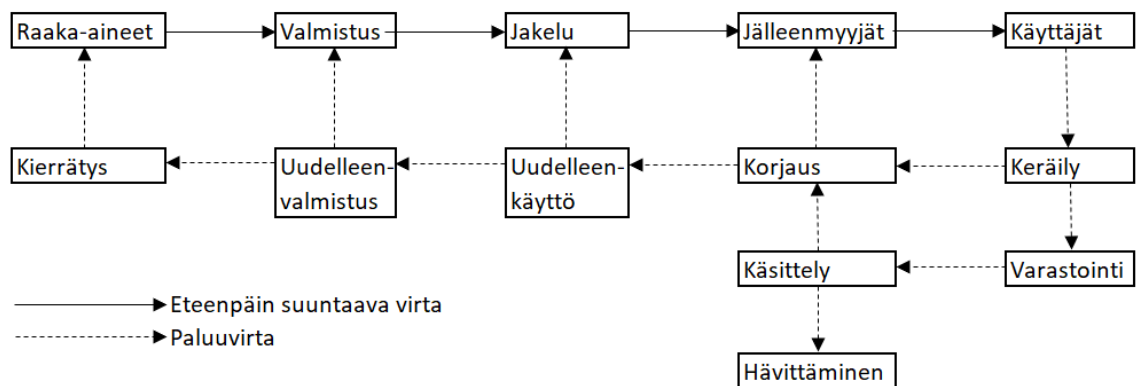 Raaka-aineet
Valmistus
Jakelu
Jälleenmyyjät
Käyttäjät
Kierrätys
Uudelleen-
valmistus
Uudelleen-
käyttö
Korjaus
Keräily
Käsittely
Varastointi
Eteenpäin suuntaava virta
Paluuvirta
Hävittäminen